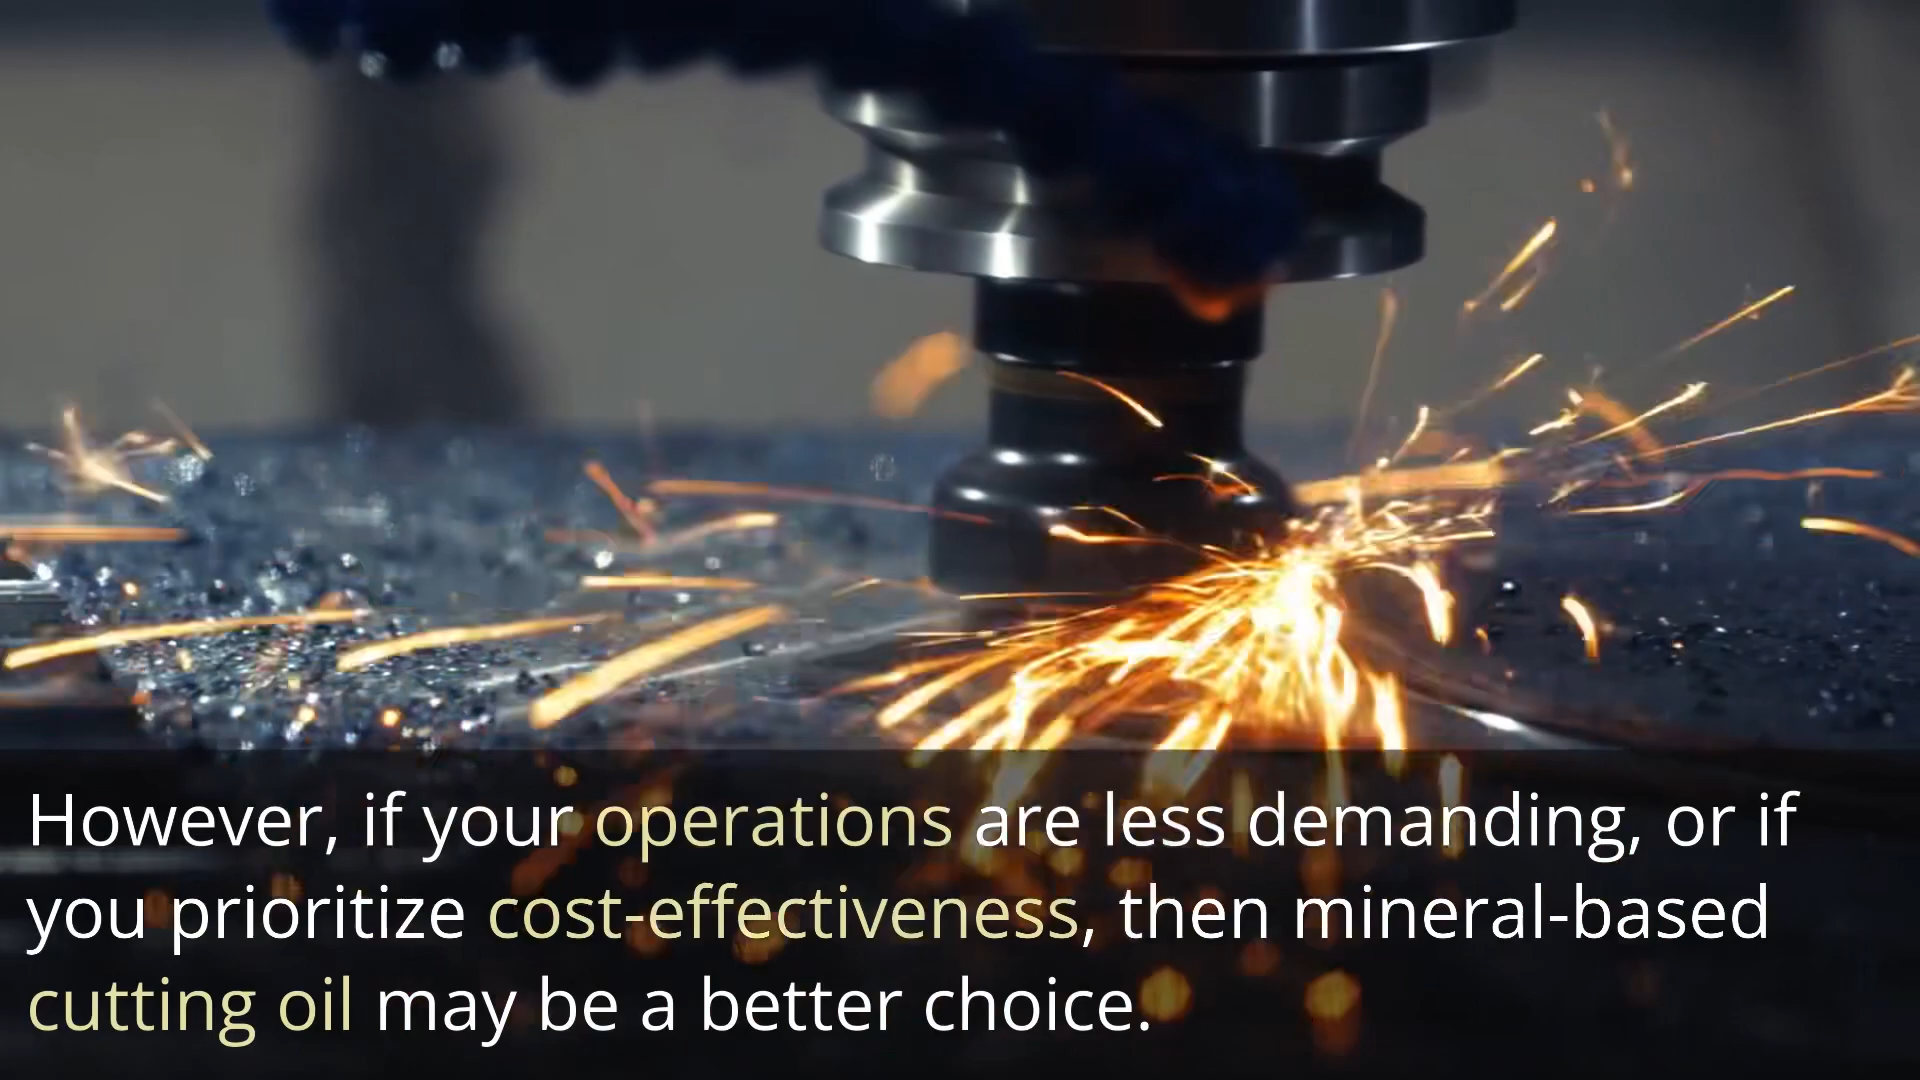 However, if your operations are less demanding, or if
you prioritize cost-effectiveness, then mineral-based
cutting oil may be a better choice.